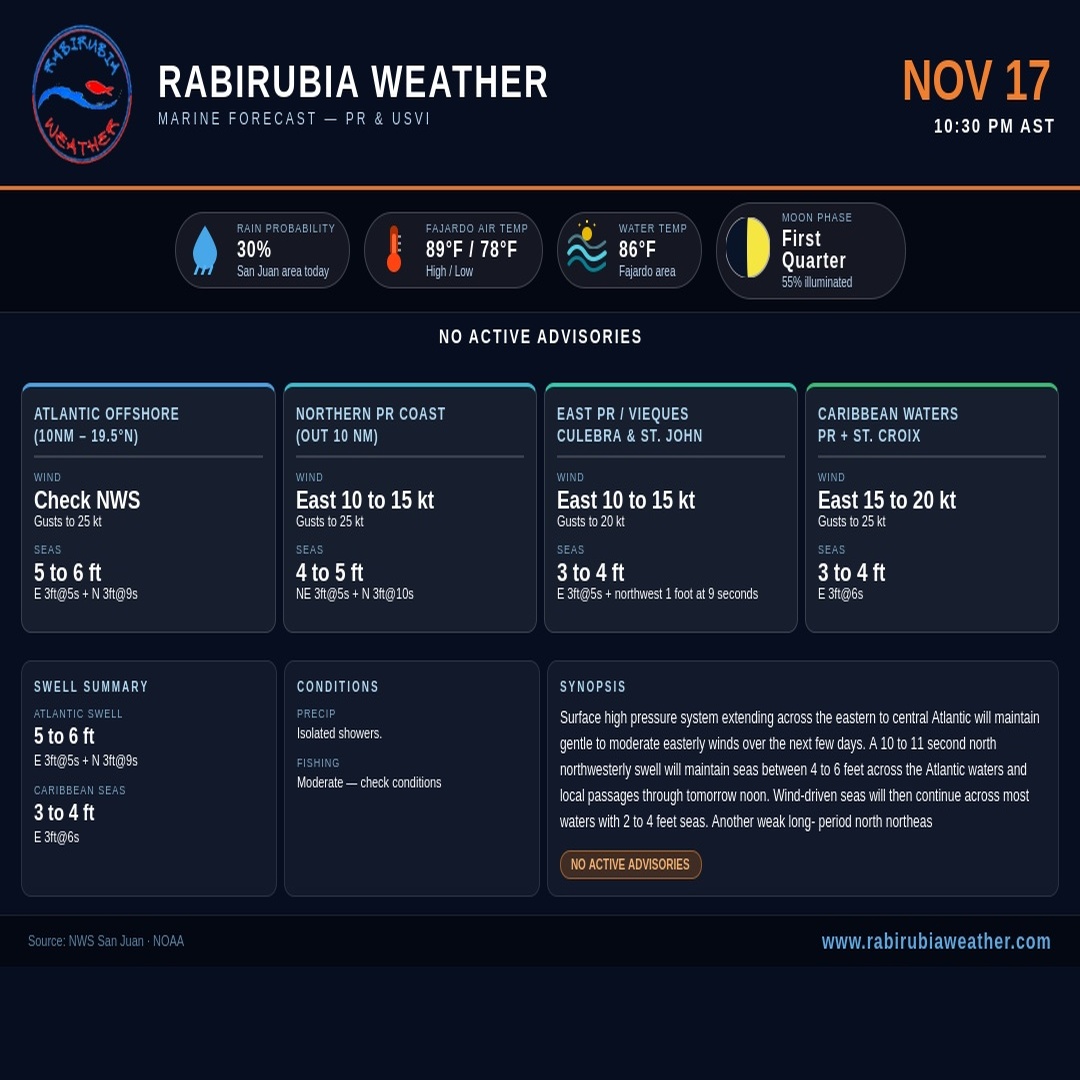 RABIRUBIA
WEATHER
RABIRUBIA WEATHER
MARINE FORECAST — PR & USVI
NOV 17
10:30 PM AST
RAIN PROBABILITY
30%
San Juan area today
FAJARDO AIR TEMP
89°F / 78°F
High / Low
WATER TEMP
86°F
Fajardo area
MOON PHASE
First
Quarter
55% illuminated
NO ACTIVE ADVISORIES
ATLANTIC OFFSHORE
(10NM – 19.5°N)
WIND
Check NWS
Gusts to 25 kt
SEAS
5 to 6 ft
E 3ft@5s + N 3ft@9s
NORTHERN PR COAST
(OUT 10 NM)
WIND
East 10 to 15 kt
Gusts to 25 kt
SEAS
4 to 5 ft
NE 3ft@5s + N 3ft@10s
EAST PR / VIEQUES
CULEBRA & ST. JOHN
WIND
East 10 to 15 kt
Gusts to 20 kt
SEAS
3 to 4 ft
E 3ft@5s + northwest 1 foot at 9 seconds
CARIBBEAN WATERS
PR + ST. CROIX
WIND
East 15 to 20 kt
Gusts to 25 kt
SEAS
3 to 4 ft
E 3ft@6s
SWELL SUMMARY
ATLANTIC SWELL
5 to 6 ft
E 3ft@5s + N 3ft@9s
CARIBBEAN SEAS
3 to 4 ft
E 3ft@6s
CONDITIONS
PRECIP
Isolated showers.
FISHING
Moderate — check conditions
SYNOPSIS
Surface high pressure system extending across the eastern to central Atlantic will maintain
gentle to moderate easterly winds over the next few days. A 10 to 11 second north
northwesterly swell will maintain seas between 4 to 6 feet across the Atlantic waters and
local passages through tomorrow noon. Wind-driven seas will then continue across most
waters with 2 to 4 feet seas. Another weak long- period north northeas
NO ACTIVE ADVISORIES
Source: NWS San Juan · NOAA
www.rabirubiaweather.com